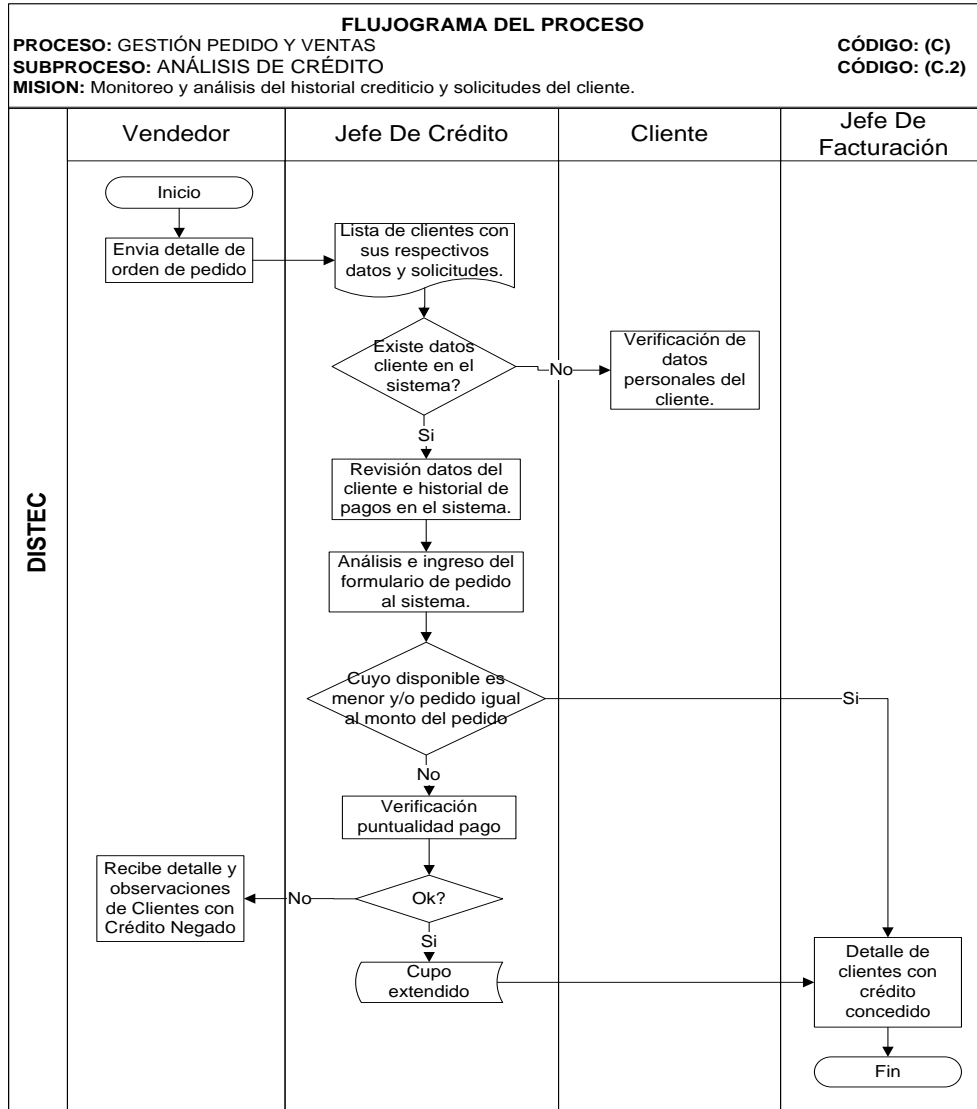 FLUJOGRAMA DEL PROCESO
PROCESO: GESTIÓN PEDIDO Y VENTAS CÓDIGO: (C)
SUBPROCESO: ANÁLISIS DE CRÉDITO CÓDIGO: (C.2)
MISION: Monitoreo y análisis del historial crediticio y solicitudes del cliente.
DISTEC
Vendedor
Jefe De Crédito
Cliente
Jefe De
Facturación
Inicio
Envia detalle de
orden de pedido
Lista de clientes con
sus respectivos
datos y solicitudes.
Existe datos
cliente en el
sistema?
No
Verificación de
datos
personales del
cliente.
Si
Revisión datos del
cliente e historial de
pagos en el sistema.
Análisis e ingreso del
formulario de pedido
al sistema.
Cuyo disponible es
menor y/o pedido igual
al monto del pedido
Si
No
Verificación
puntualidad pago
Ok?
No
Recibe detalle y
observaciones
de Clientes con
Crédito Negado
Si
Cupo
extendido
Detalle de
clientes con
crédito
concedido
Fin